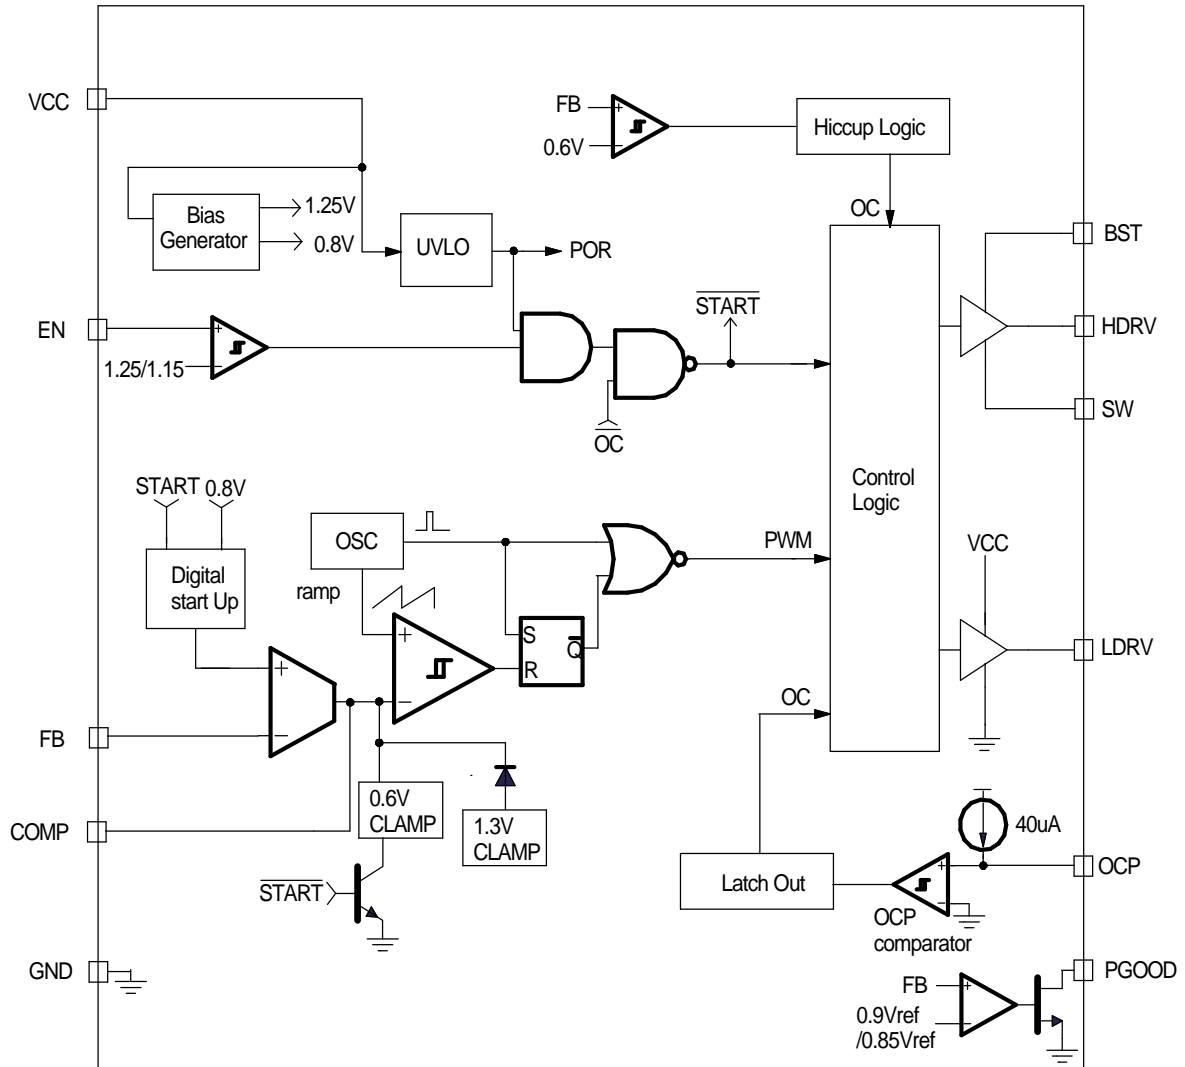 VCC
FB
+
0.6V
−
Hiccup Logic
OC
Bias
Generator
1.25V
0.8V
UVLO
POR
BST
EN
+
1.25/1.15
−
START
HDRV
OC
SW
START 0.8V
Control
Logic
OSC
PWM
VCC
Digital
start Up
ramp
+
S
Q
R
LDRV
+
−
−
OC
FB
0.6V
CLAMP
1.3V
CLAMP
COMP
40uA
START
Latch Out
+
−
OCP
OCP
comparator
GND
PGOOD
FB
+
0.9Vref
/0.85Vref
−